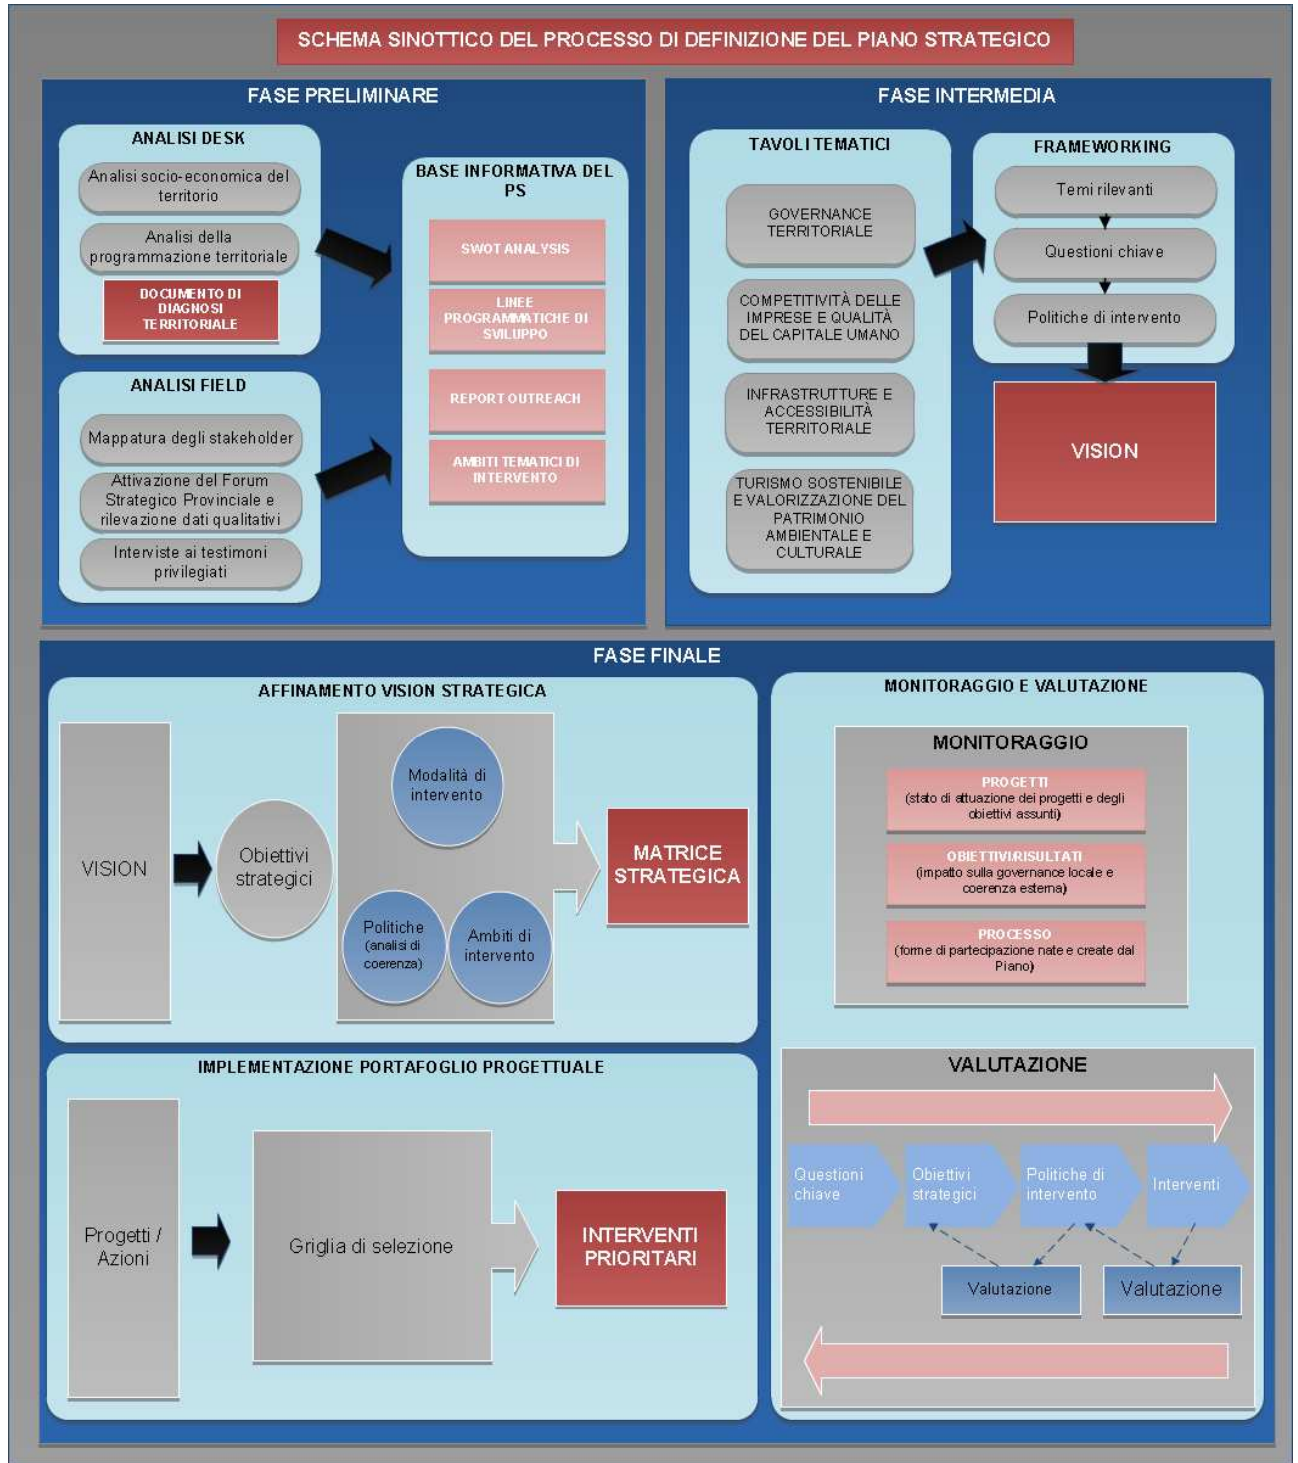 SCHEMA SINOTTICO DEL PROCESSO DI DEFINIZIONE DEL PIANO STRATEGICO
FASE PRELIMINARE
ANALISI DESK
Analisi socio-economica del
territorio
Analisi della
programmazione territoriale
DOCUMENTO DI
DIAGNOSI
TERRITORIALE
ANALISI FIELD
Mappatura degli stakeholder
Attivazione del Forum
Strategico Provinciale e
rilevazione dati qualitativi
Interviste ai testimoni
privilegiati
BASE INFORMATIVA DEL
PS
SWOT ANALYSIS
LINEE
PROGRAMMATICHE DI
SVILUPPO
REPORT OUTREACH
AMBITI TEMATICI DI
INTERVENTO
FASE INTERMEDIA
TAVOLI TEMATICI
GOVERNANCE
TERRITORIALE
COMPETITIVITÀ DELLE
IMPRESE E QUALITÀ
DEL CAPITALE UMANO
INFRASTRUTTURE E
ACCESSIBILITÀ
TERRITORIALE
TURISMO SOSTENIBILE
E VALORIZZAZIONE DEL
PATRIMONIO
AMBIENTALE E
CULTURALE
FRAMEWORKING
Temi rilevanti
Questioni chiave
Politiche di intervento
VISION
FASE FINALE
AFFINAMENTO VISION STRATEGICA
VISION
Obiettivi
strategici
Modalità di
intervento
Politiche
(analisi di
coerenza)
Ambiti di
intervento
MATRICE
STRATEGICA
IMPLEMENTAZIONE PORTAFOGLIO PROGETTUALE
Progetti /
Azioni
Griglia di selezione
INTERVENTI
PRIORITARI
MONITORAGGIO E VALUTAZIONE
MONITORAGGIO
PROGETTI
(stato di attuazione dei progetti e degli
obiettivi assunti)
OBIETTIVI/RISULTATI
(impatto sulla governance locale e
coerenza esterna)
PROCESSO
(forme di partecipazione nate e create dal
Piano)
VALUTAZIONE
Questioni
chiave
Obiettivi
strategici
Politiche di
intervento
Interventi
Valutazione
Valutazione